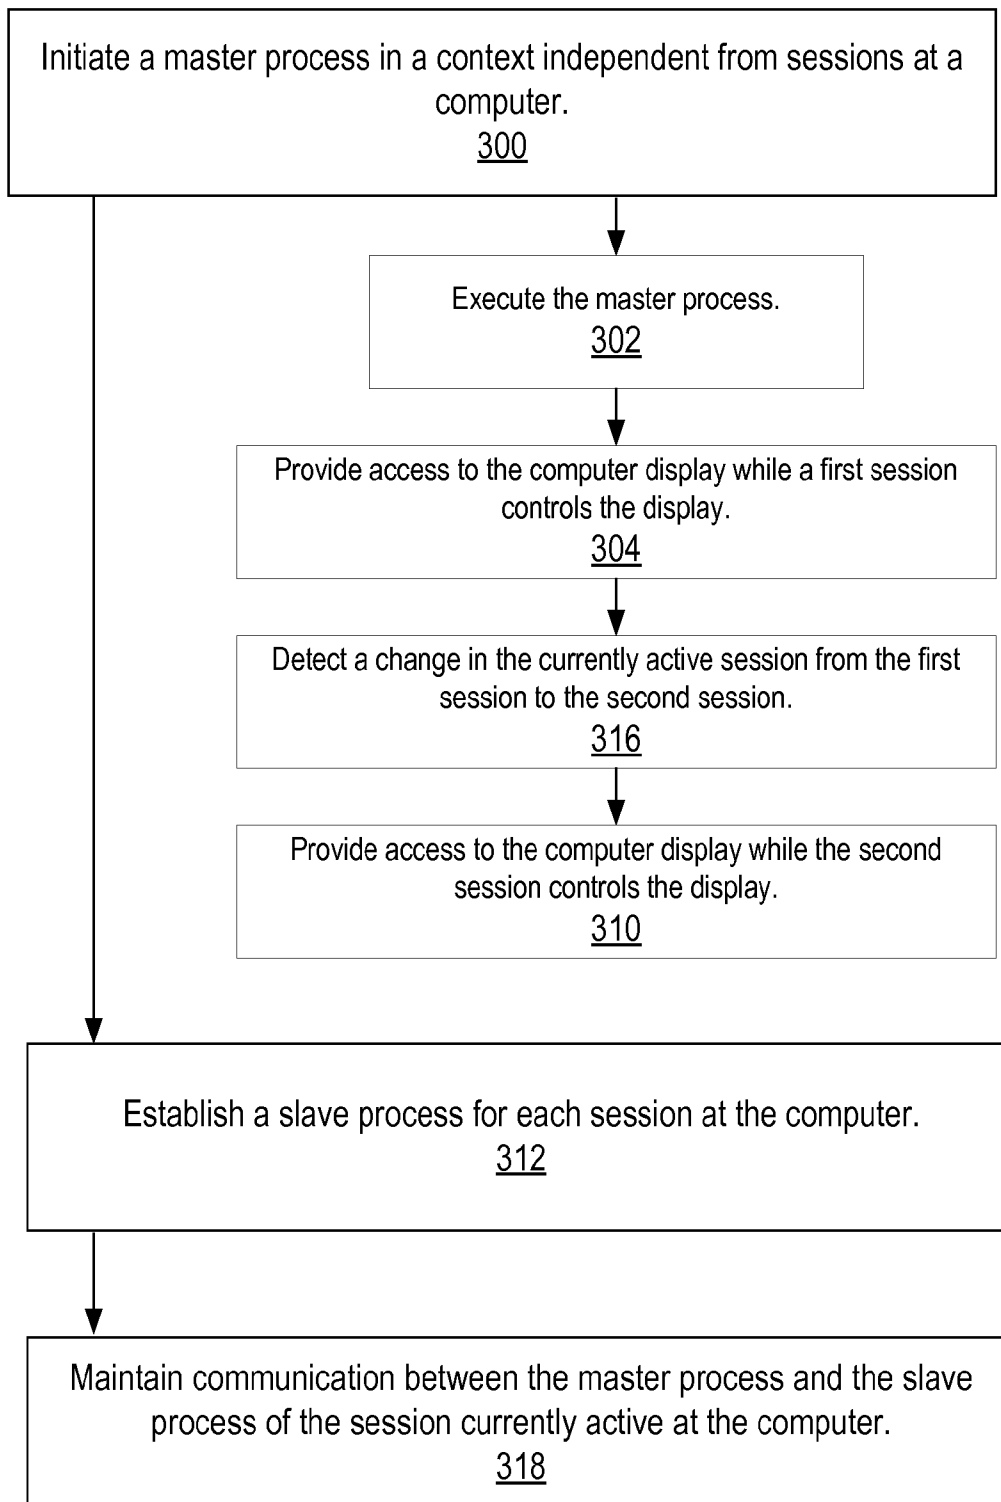 Initiate a master process in a context independent from sessions at a
computer.
300
Execute the master process.
302
Provide access to the computer display while a first session
controls the display.
304
Detect a change in the currently active session from the first
session to the second session.
316
Provide access to the computer display while the second
session controls the display.
310
Establish a slave process for each session at the computer.
312
Maintain communication between the master process and the slave
process of the session currently active at the computer.
318